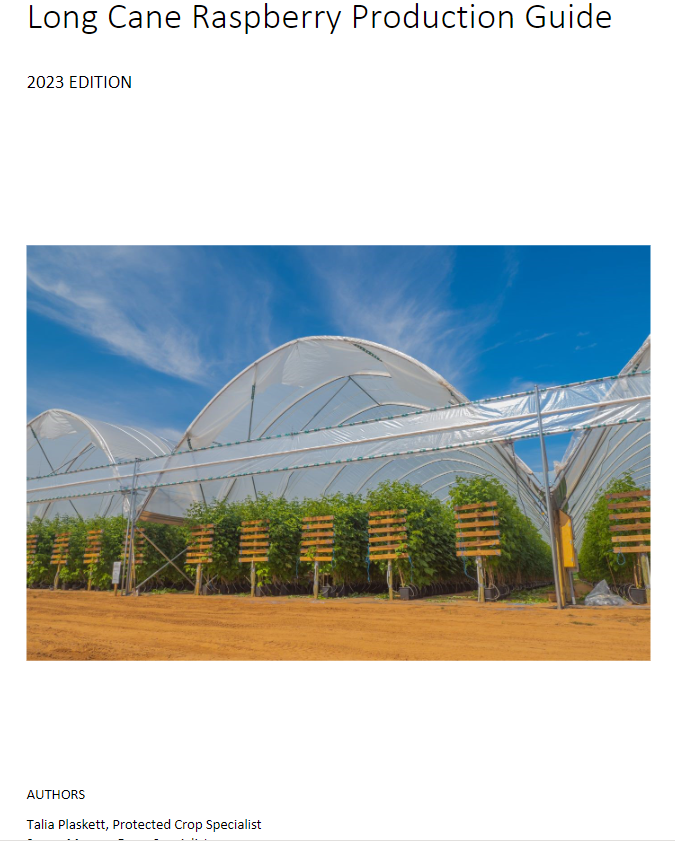 Long Cane Raspberry Production Guide
2023 EDITION
AUTHORS
Talia Plaskett, Protected Crop Specialist